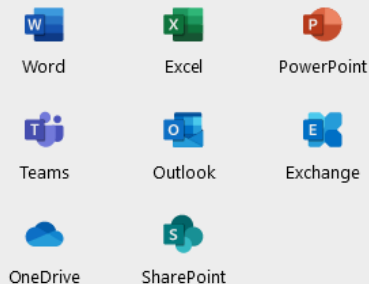 W Word
X Excel
P PowerPoint
T Teams
O Outlook
E Exchange
OneDrive
S SharePoint